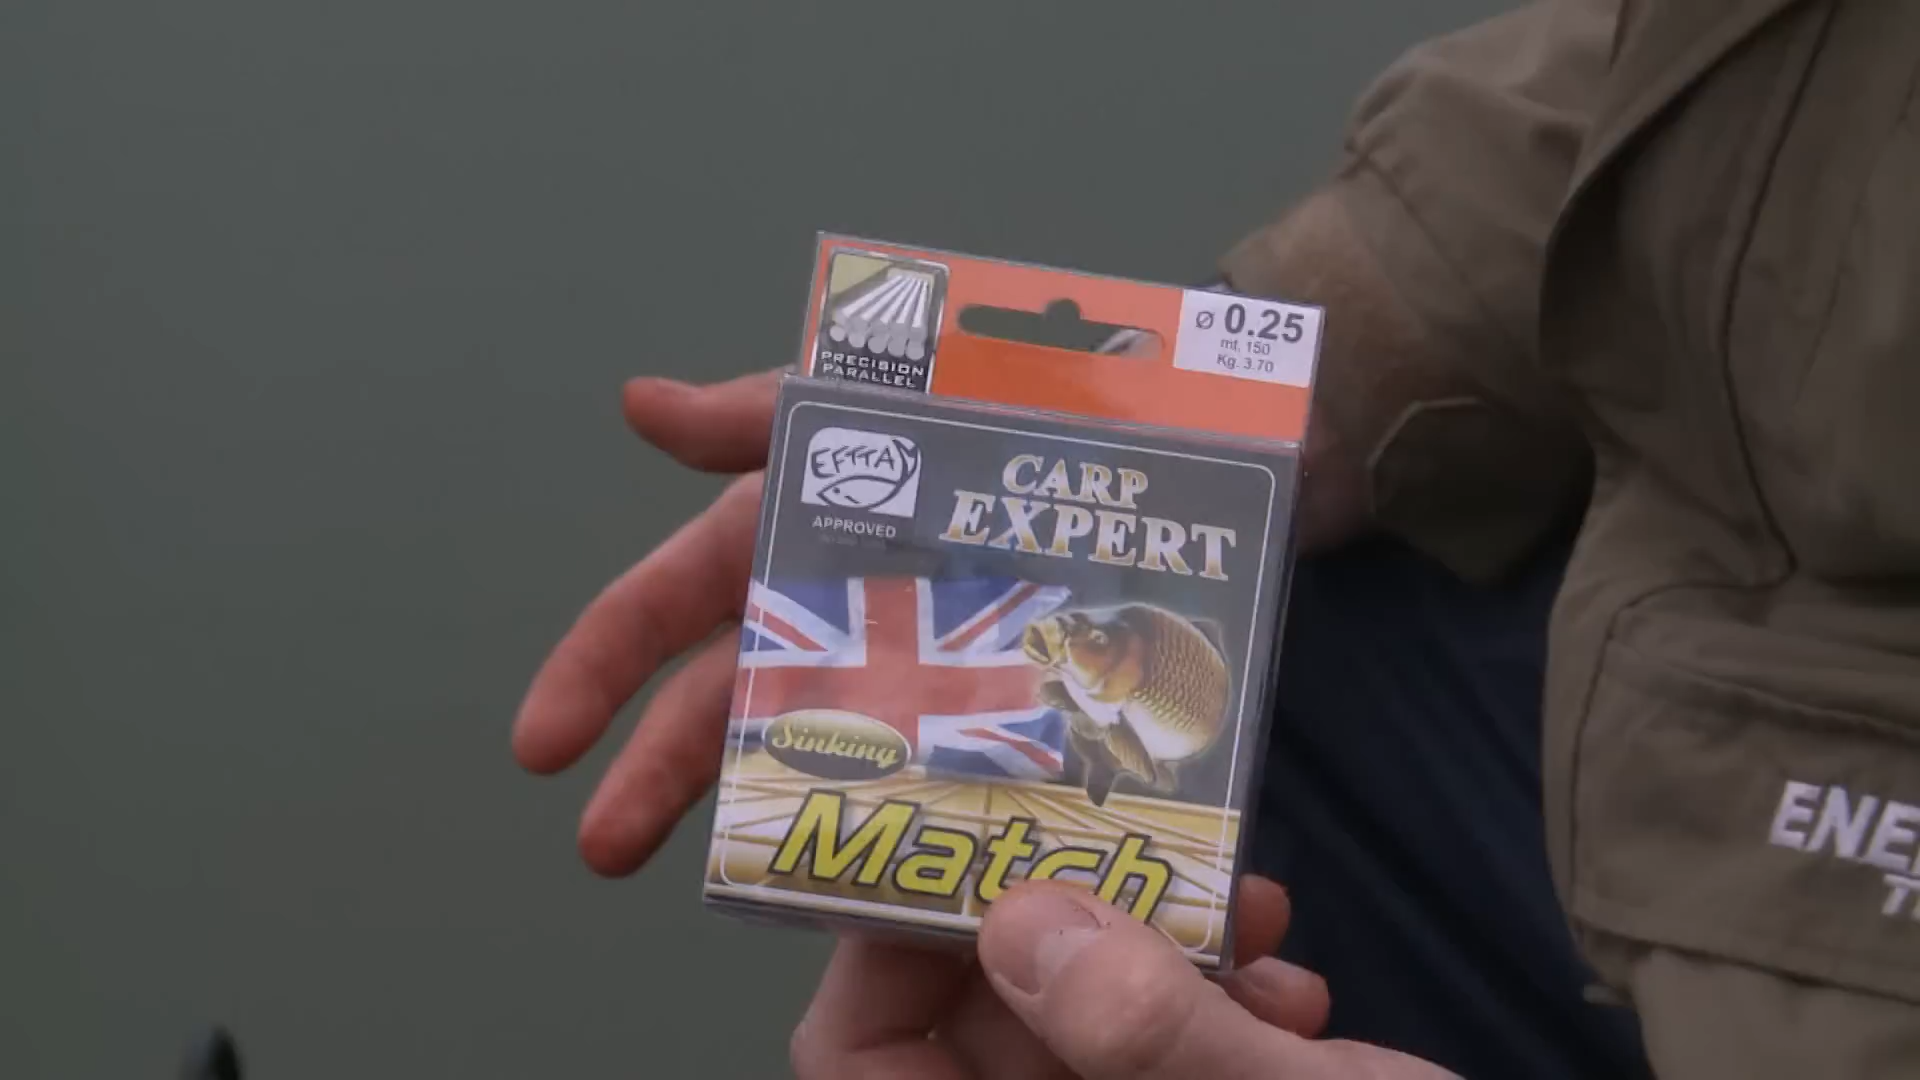 Ø 0.25
mt. 150
Kg. 3.70
PRECISION
PARALLEL
EFTTA
APPROVED
CARP
EXPERT
Sinking
Match
ENE